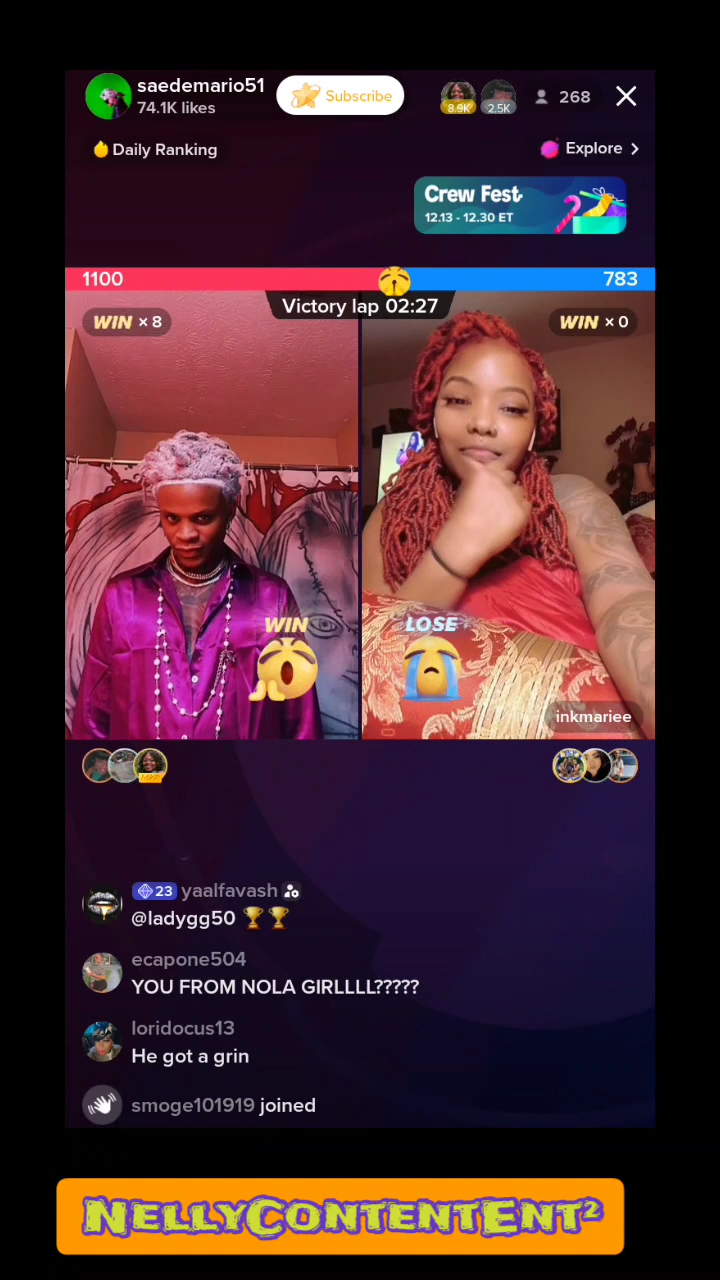 saedemario51
74.1K likes
Subscribe
8.9K
2.5K
268
Daily Ranking
Explore
Crew Fest
12.13 - 12.30 ET
1100
783
Victory lap 02:27
WIN × 8
WIN × 0
WIN
LOSE
inkmariee
23 yaalfavash
@ladygg50
ecapone504
YOU FROM NOLA GIRLLLL?????
loridocus13
He got a grin
smoge101919 joined
NELLYCONTENTENT²